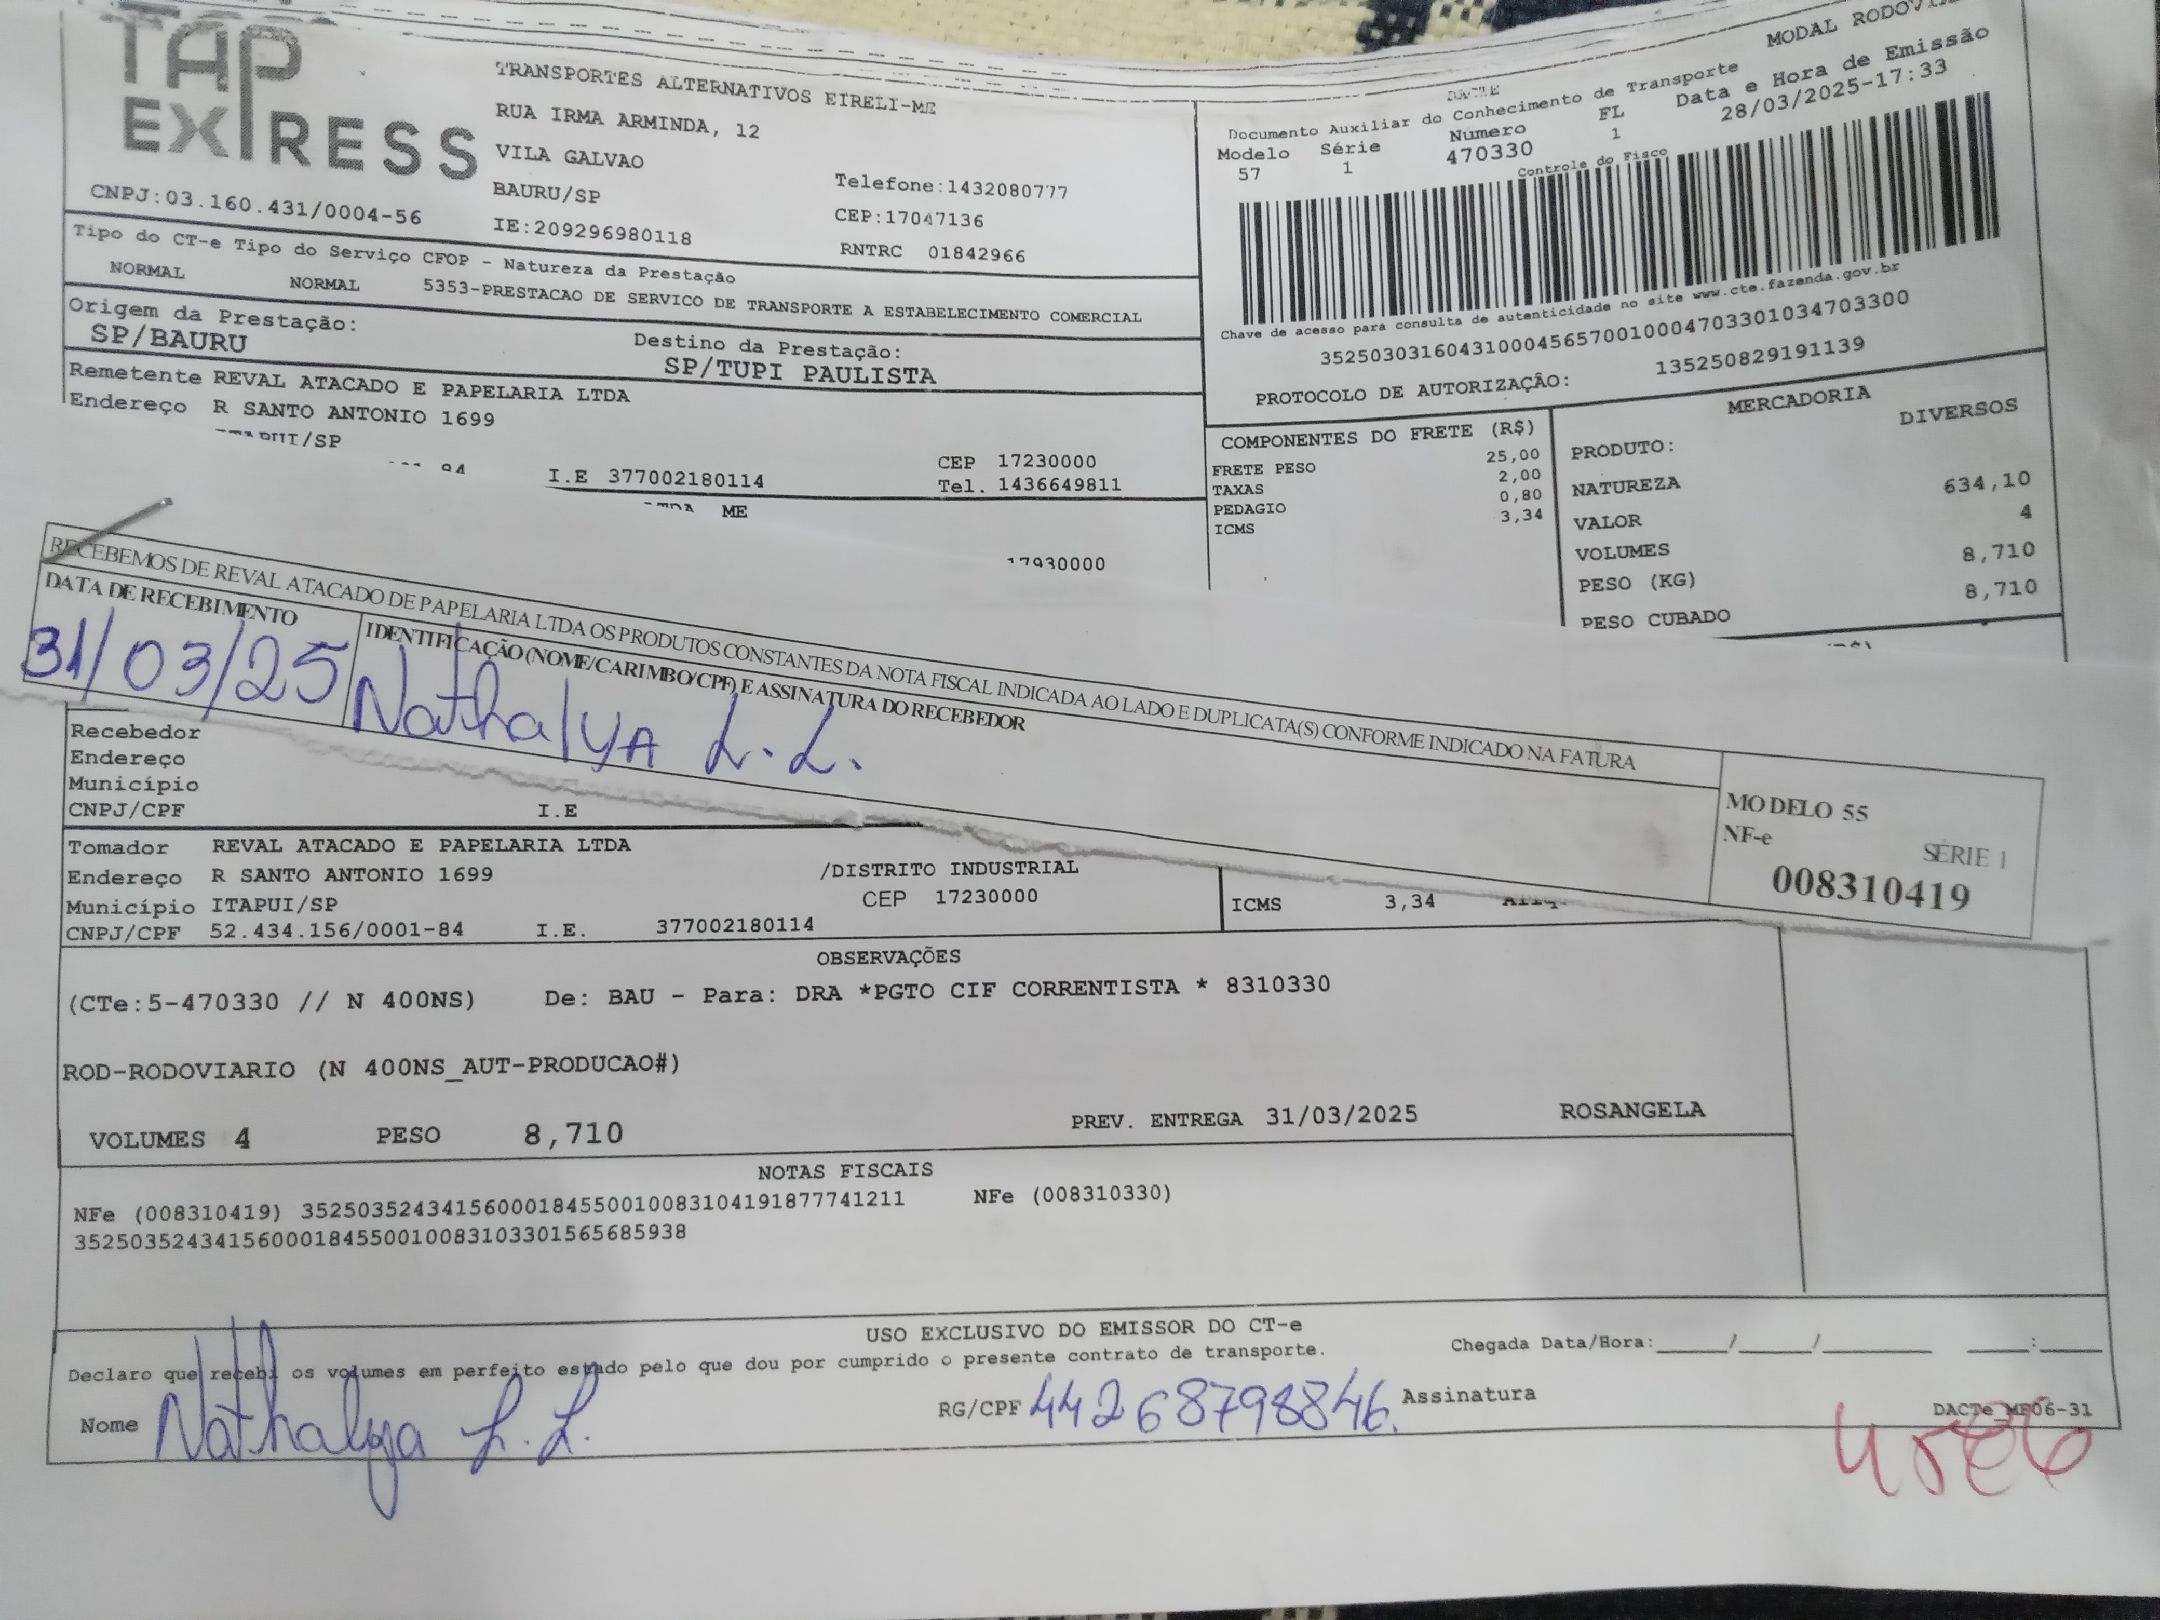 TAP
EXPRESS
CNPJ:03.160.431/0004-56
TRANSPORTES ALTERNATIVOS EIRELI-ME
RUA IRMA ARMINDA, 12
VILA GALVAO
BAURU/SP
IE:209296980118
Telefone:1432080777
CEP:17047136
RNTRC 01842966
MODAL
DACTE
Documento Auxiliar do Conhecimento de Transporte
Modelo Série Número FL Data e Hora de Emissão
57 1 470330 1 28/03/2025-17:33
Controle do Fisco
Chave de acesso para consulta de autenticidade no site www.cte.fazenda.gov.br
35250303160431000456570010004703301034703300
PROTOCOLO DE AUTORIZAÇÃO: 135250829191139
Tipo do CT-e Tipo do Serviço CFOP - Natureza da Prestação
NORMAL NORMAL 5353-PRESTACAO DE SERVICO DE TRANSPORTE A ESTABELECIMENTO COMERCIAL
Origem da Prestação: Destino da Prestação:
SP/BAURU SP/TUPI PAULISTA
Remetente REVAL ATACADO E PAPELARIA LTDA
Endereço R SANTO ANTONIO 1699
/SP CEP 17230000
84 I.E 377002180114 Tel. 1436649811
ME
17930000
COMPONENTES DO FRETE (R$)
FRETE PESO 25,00
TAXAS 2,00
PEDAGIO 0,80
ICMS 3,34
MERCADORIA
PRODUTO: DIVERSOS
NATUREZA
VALOR 634,10
VOLUMES 4
PESO (KG) 8,710
PESO CUBADO 8,710
RECEBEMOS DE REVAL ATACADO DE PAPELARIA LTDA OS PRODUTOS CONSTANTES DA NOTA FISCAL INDICADA AO LADO E DUPLICATA(S) CONFORME INDICADO NA FATURA
DATA DE RECEBIMENTO IDENTIFICAÇÃO (NOME/CARIMBO/CPF) E ASSINATURA DO RECEBEDOR
31/03/25 Nathalya L.L.
MODELO 55
NF-e SÉRIE 1
008310419
Recebedor
Endereço
Município
CNPJ/CPF I.E
Tomador REVAL ATACADO E PAPELARIA LTDA
Endereço R SANTO ANTONIO 1699 /DISTRITO INDUSTRIAL
Município ITAPUI/SP CEP 17230000
CNPJ/CPF 52.434.156/0001-84 I.E. 377002180114
ICMS 3,34
OBSERVAÇÕES
(CTe:5-470330 // N 400NS) De: BAU - Para: DRA *PGTO CIF CORRENTISTA * 8310330
ROD-RODOVIARIO (N 400NS_AUT-PRODUCAO#)
VOLUMES 4 PESO 8,710 PREV. ENTREGA 31/03/2025 ROSANGELA
NOTAS FISCAIS
NFe (008310419) 35250352434156000184550010083104191877741211 NFe (008310330)
35250352434156000184550010083103301565685938
USO EXCLUSIVO DO EMISSOR DO CT-e
Declaro que recebi os volumes em perfeito estado pelo que dou por cumprido o presente contrato de transporte. Chegada Data/Hora:____/____/______ ____:____
Nome Nathalya L.L. RG/CPF 44268798846. Assinatura